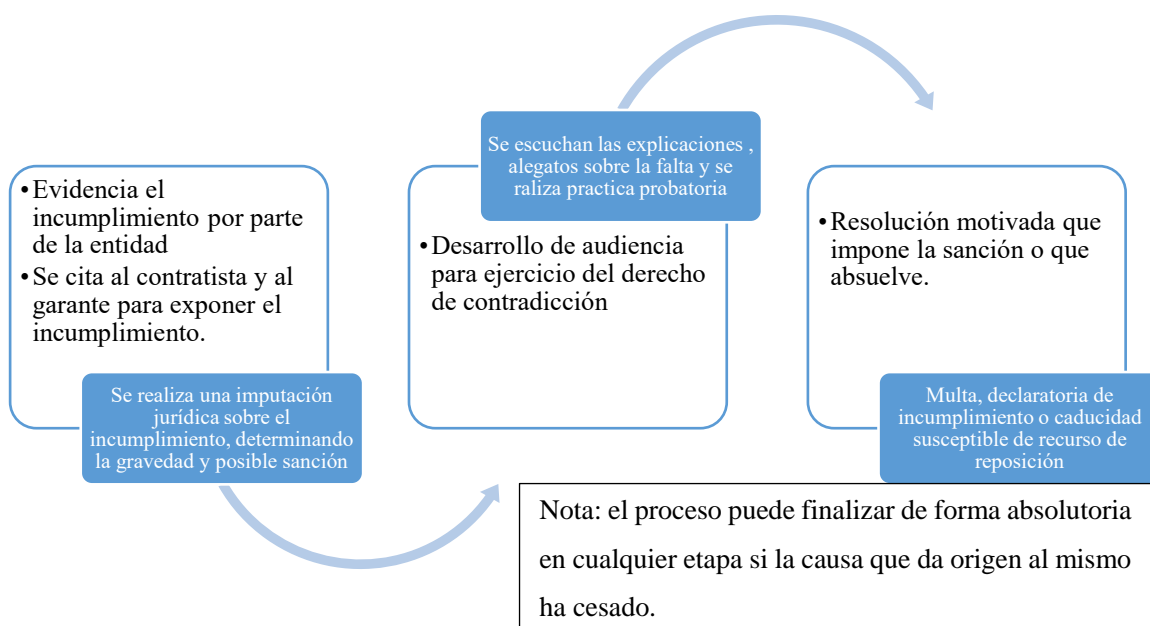 •Evidencia el
incumplimiento por parte
de la entidad
•Se cita al contratista y al
garante para exponer el
incumplimiento.
Se realiza una imputación
jurídica sobre el
incumplimiento, determinando
la gravedad y posible sanción
Se escuchan las explicaciones ,
alegatos sobre la falta y se
raliza practica probatoria
•Desarrollo de audiencia
para ejercicio del derecho
de contradicción
•Resolución motivada que
impone la sanción o que
absuelve.
Multa, declaratoria de
incumplimiento o caducidad
susceptible de recurso de
reposición
Nota: el proceso puede finalizar de forma absolutoria
en cualquier etapa si la causa que da origen al mismo
ha cesado.